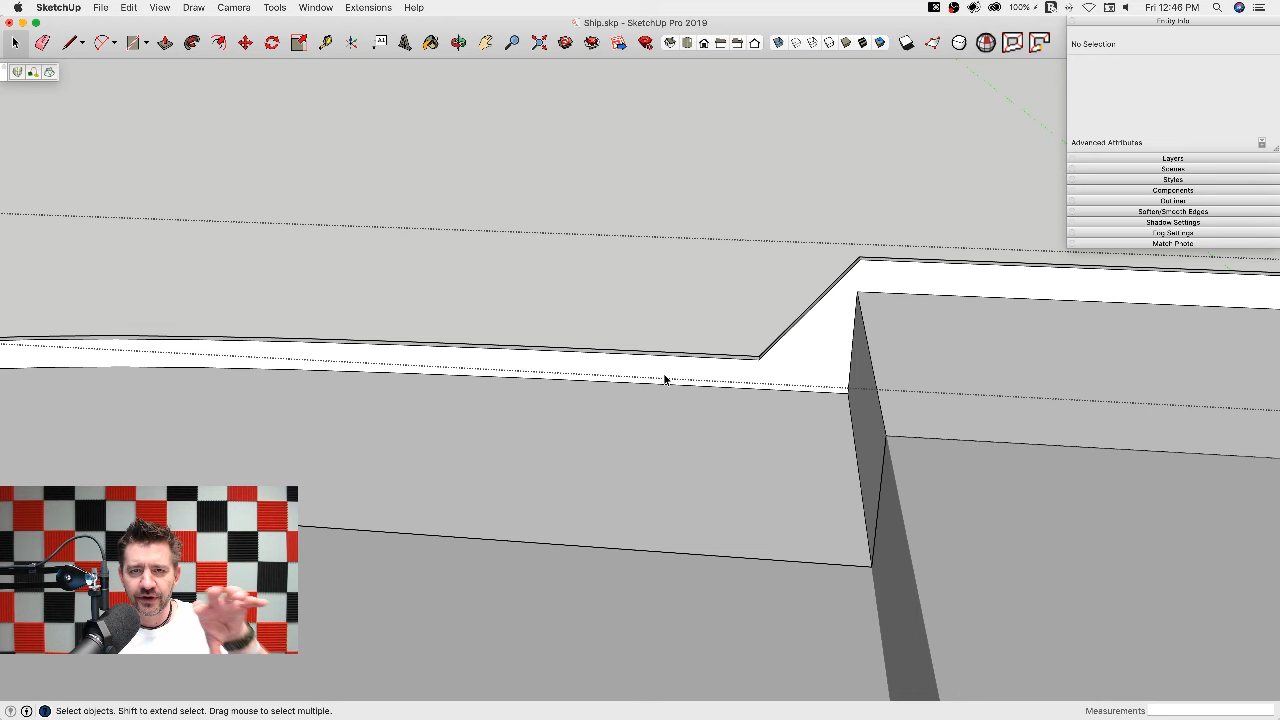 SketchUp File Edit View Camera Draw Tools Window Extensions Help 100% Fri 12:46 PM
Ship.skp - SketchUp Pro 2019
Entity Info
No Selection
Advanced Attributes
Layers
Scenes
Styles
Components
Outliner
Soften/Smooth Edges
Shadow Settings
Fog Settings
Match Photo
Select objects. Shift to extend select. Drag mouse to select multiple.
Measurements